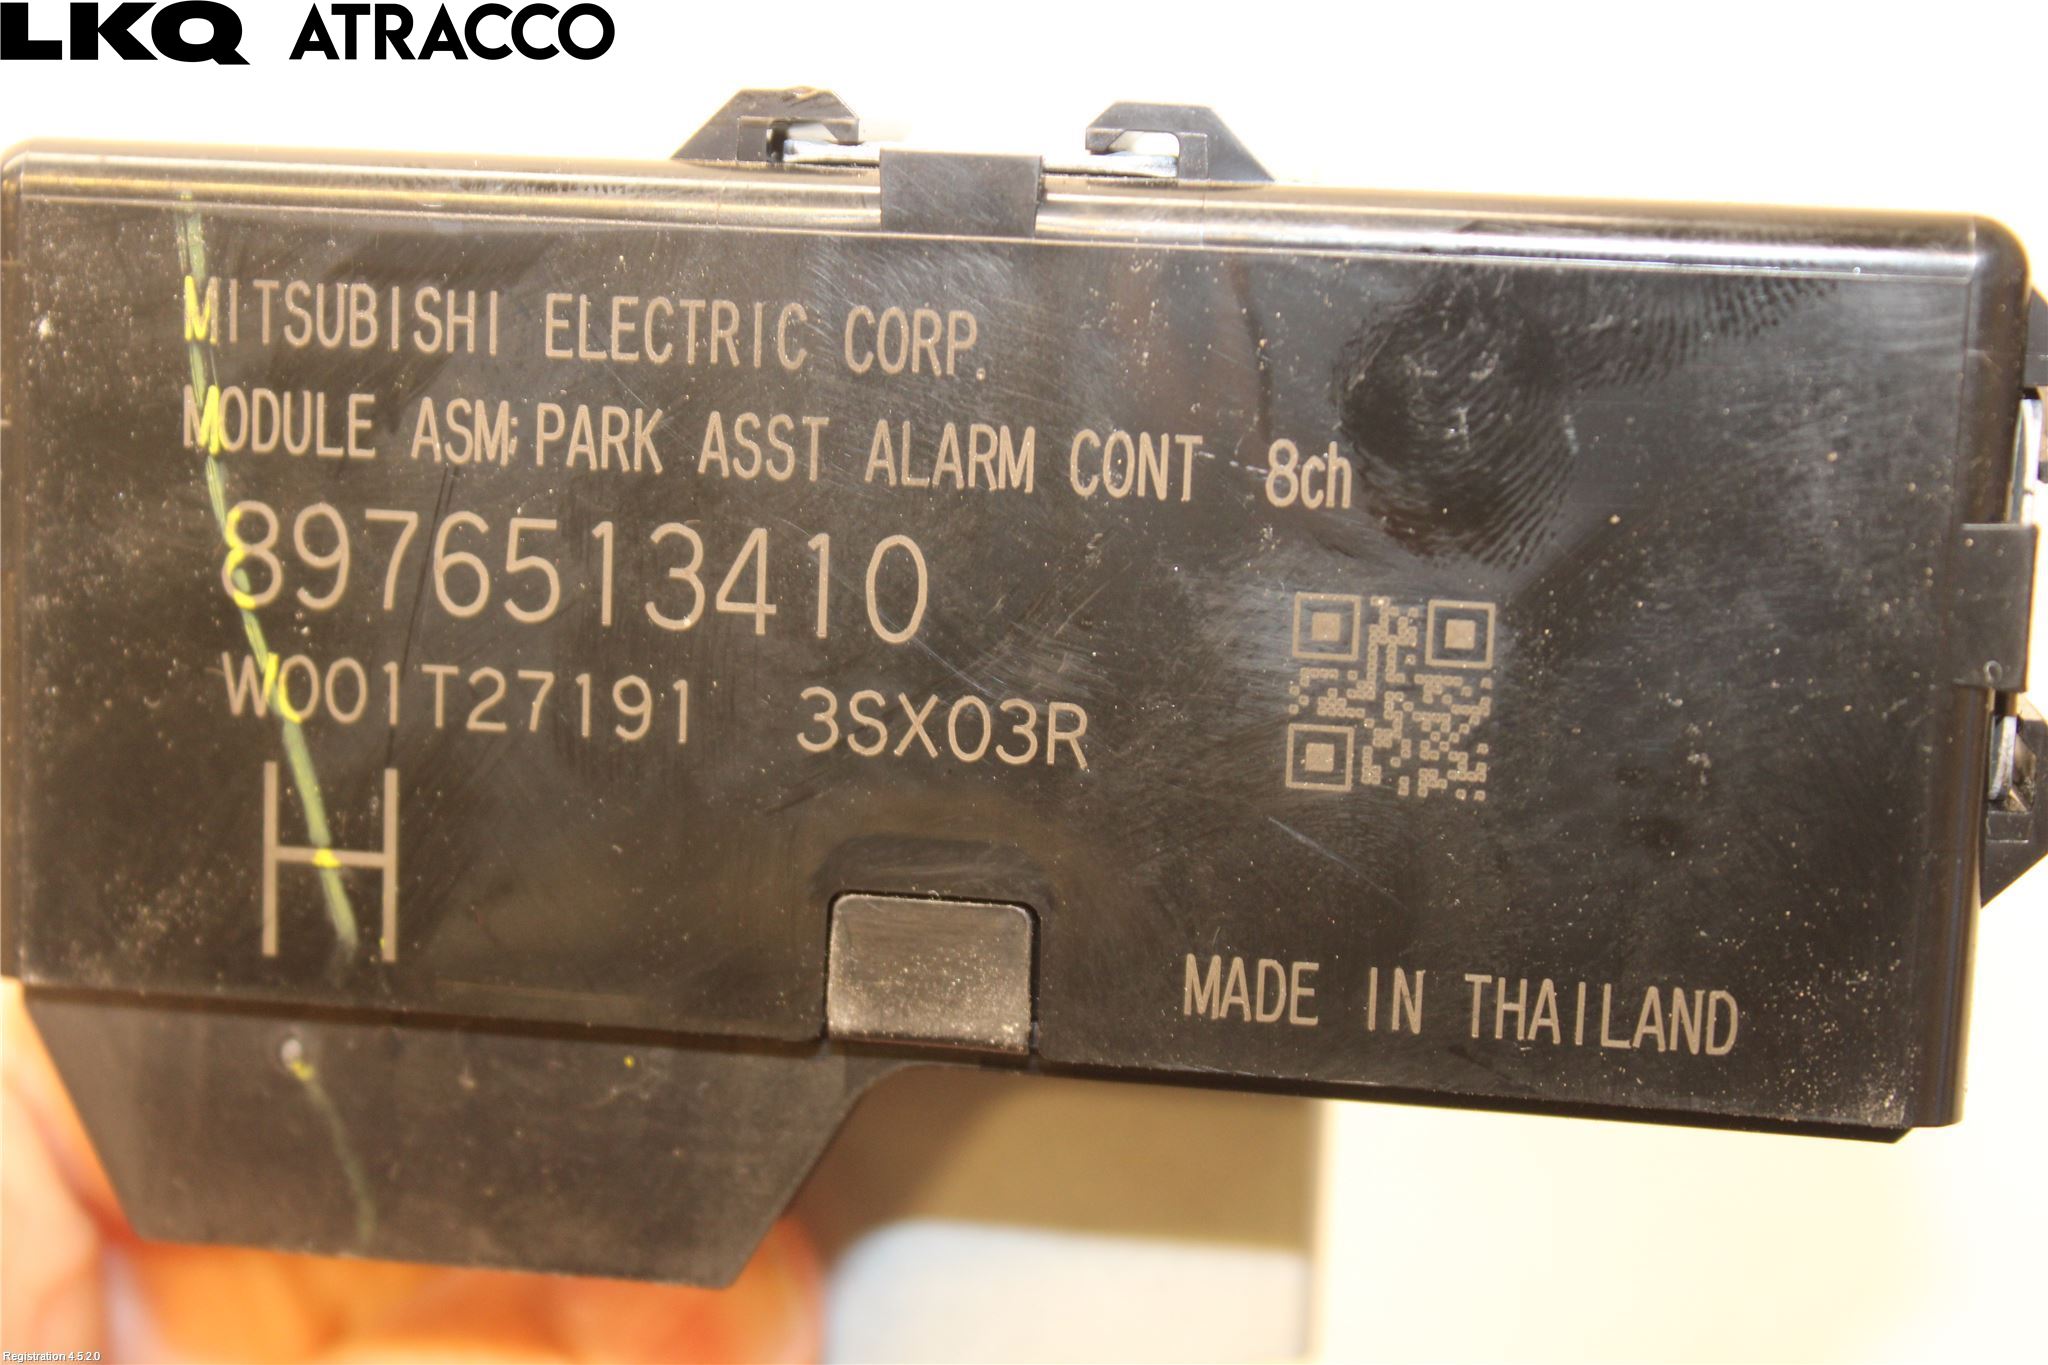 LKQ ATRACCO
MITSUBISHI ELECTRIC CORP.
MODULE ASM;PARK ASST ALARM CONT 8ch
8976513410
W001T27191 3SX03R
H
MADE IN THAILAND
Registration 4.5.2.0